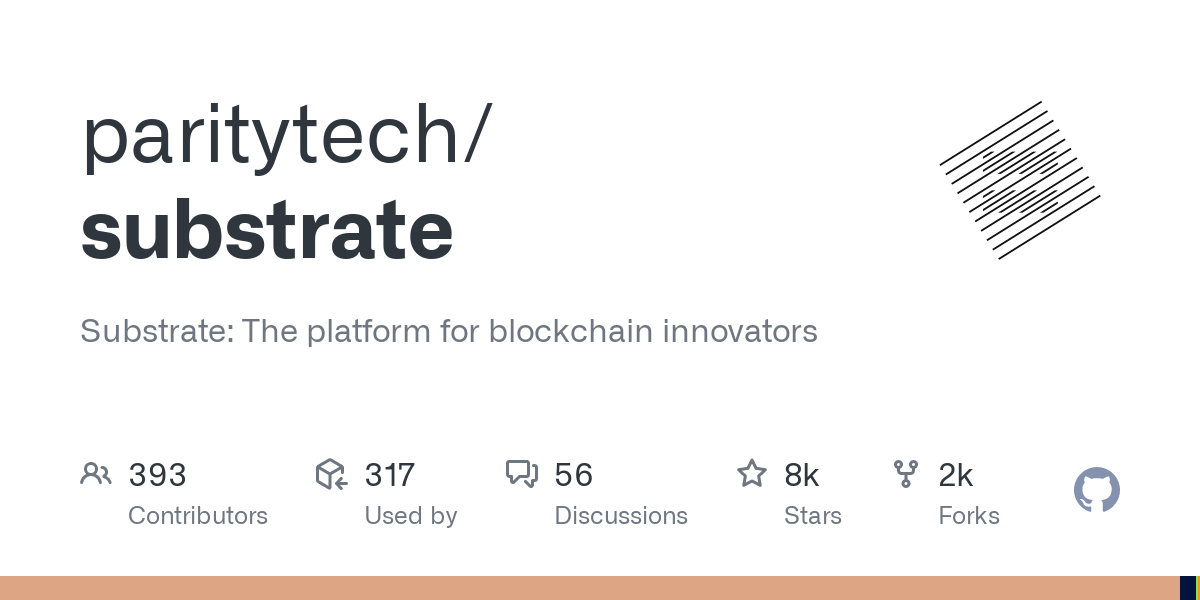 paritytech/
substrate
Substrate: The platform for blockchain innovators
393 317 56 8k 2k
Contributors Used by Discussions Stars Forks